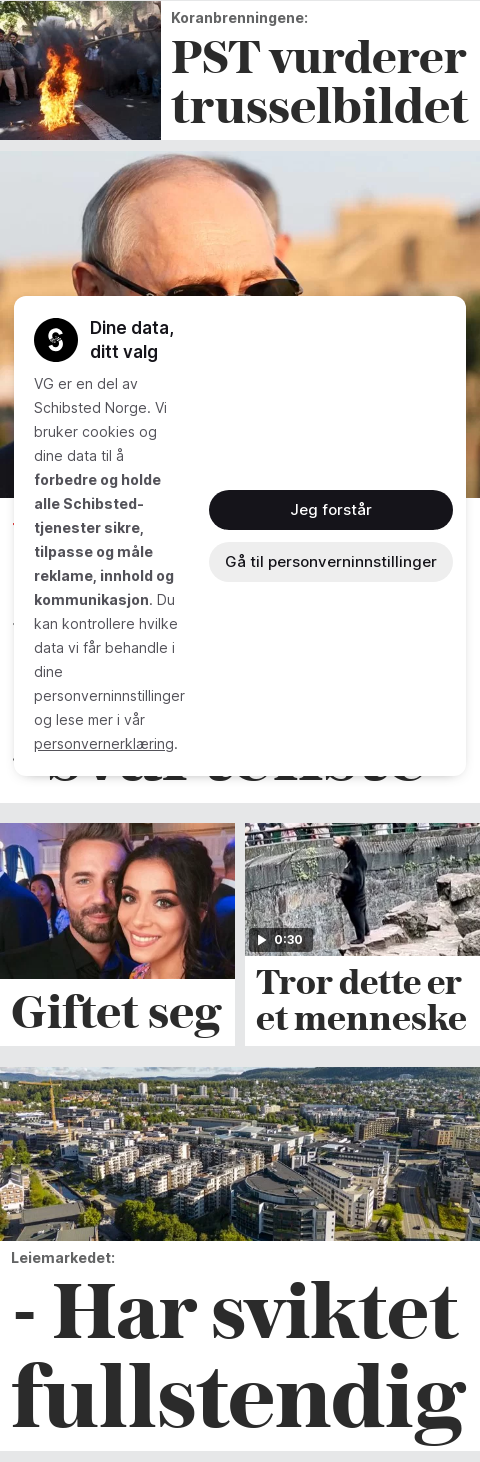 Koranbrenningene:
PST vurderer
trusselbildet
Dine data,
ditt valg
VG er en del av
Schibsted Norge. Vi
bruker cookies og
dine data til å
forbedre og holde
alle Schibsted-
tjenester sikre,
tilpasse og måle
reklame, innhold og
kommunikasjon. Du
kan kontrollere hvilke
data vi får behandle i
dine
personverninnstillinger
og lese mer i vår
personvernerklæring.
Jeg forstår
Gå til personverninnstillinger
0:30
Giftet seg
Tror dette er
et menneske
Leiemarkedet:
- Har sviktet
fullstendig